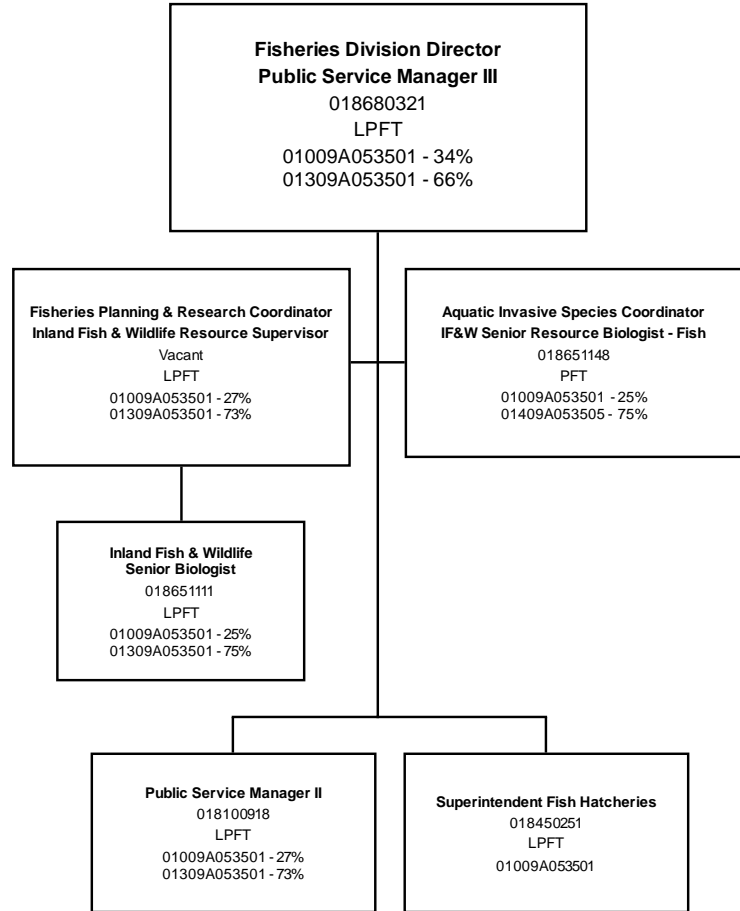 Fisheries Division Director
Public Service Manager III
018680321
LPFT
01009A053501 - 34%
01309A053501 - 66%
Fisheries Planning & Research Coordinator
Inland Fish & Wildlife Resource Supervisor
Vacant
LPFT
01009A053501 - 27%
01309A053501 - 73%
Aquatic Invasive Species Coordinator
IF&W Senior Resource Biologist - Fish
018651148
PFT
01009A053501 - 25%
01409A053505 - 75%
Inland Fish & Wildlife
Senior Biologist
018651111
LPFT
01009A053501 - 25%
01309A053501 - 75%
Public Service Manager II
018100918
LPFT
01009A053501 - 27%
01309A053501 - 73%
Superintendent Fish Hatcheries
018450251
LPFT
01009A053501